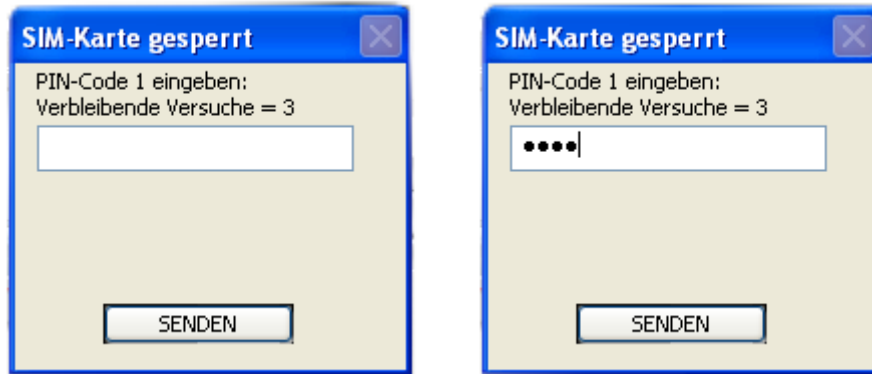 SIM-Karte gesperrt
PIN-Code 1 eingeben:
Verbleibende Versuche = 3
SENDEN
SIM-Karte gesperrt
PIN-Code 1 eingeben:
Verbleibende Versuche = 3
••••
SENDEN